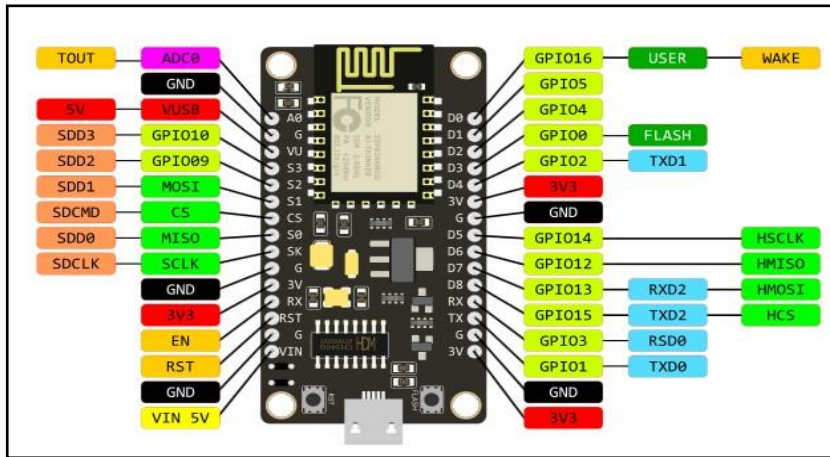 TOUT ADC0
GND
5V VUSB
SDD3 GPIO10
SDD2 GPIO09
SDD1 MOSI
SDCMD CS
SDD0 MISO
SDCLK SCLK
GND
3V3
EN
RST
GND
VIN 5V
A0
G
VU
S3
S2
S1
CS
S0
SK
G
3V
RX
RST
G
VIN
D0
D1
D2
D3
D4
3V
G
D5
D6
D7
D8
RX
TX
G
3V
RST
FLASH
GPIO16 USER WAKE
GPIO5
GPIO4
GPIO0 FLASH
GPIO2 TXD1
3V3
GND
GPIO14 HSCLK
GPIO12 HMISO
GPIO13 RXD2 HMOSI
GPIO15 TXD2 HCS
GPIO3 RSD0
GPIO1 TXD0
GND
3V3